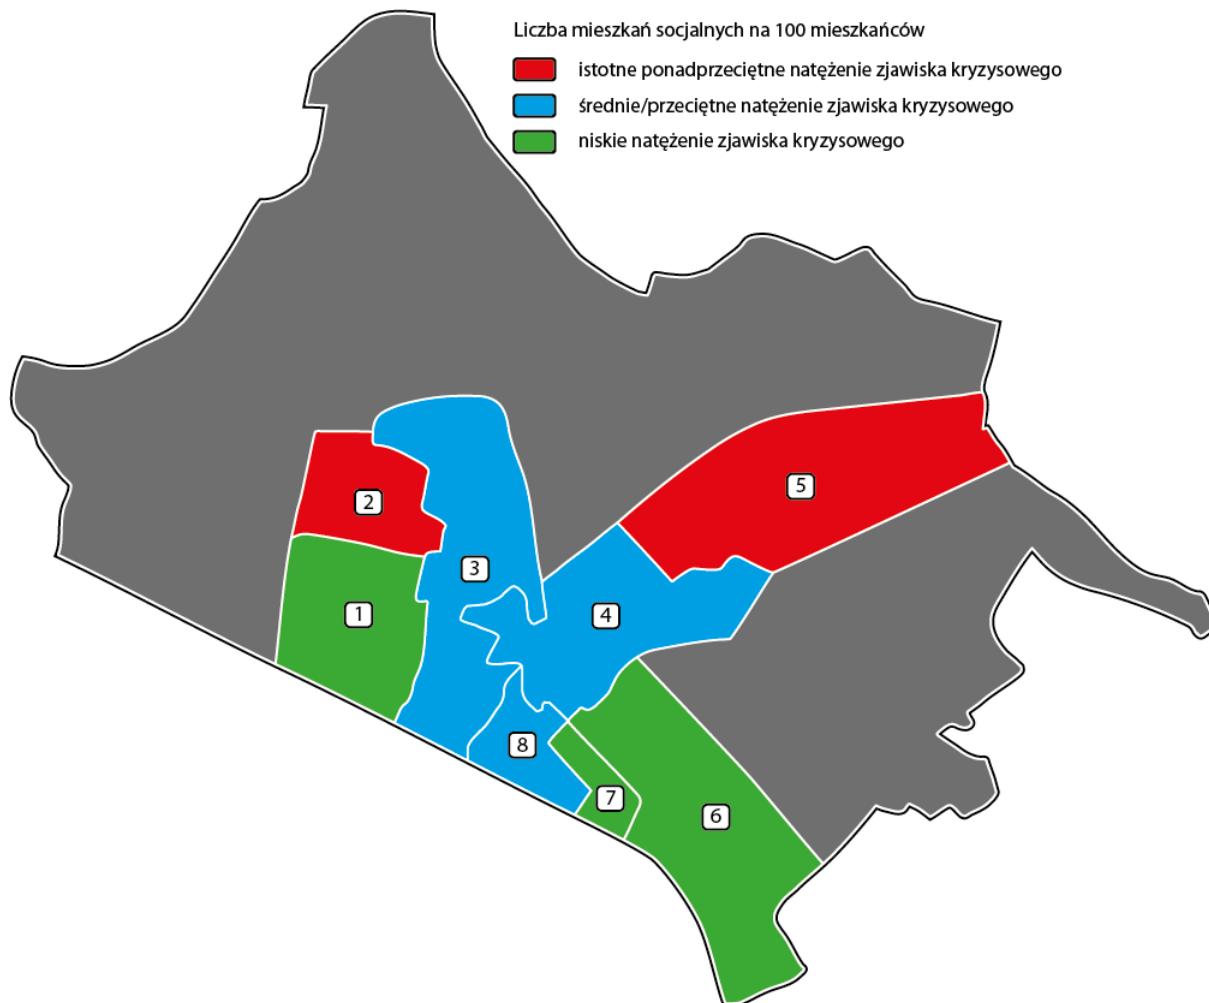 Liczba mieszkań socjalnych na 100 mieszkańców
istotne ponadprzeciętne natężenie zjawiska kryzysowego
średnie/przeciętne natężenie zjawiska kryzysowego
niskie natężenie zjawiska kryzysowego
5
2
3
1
4
8
7
6